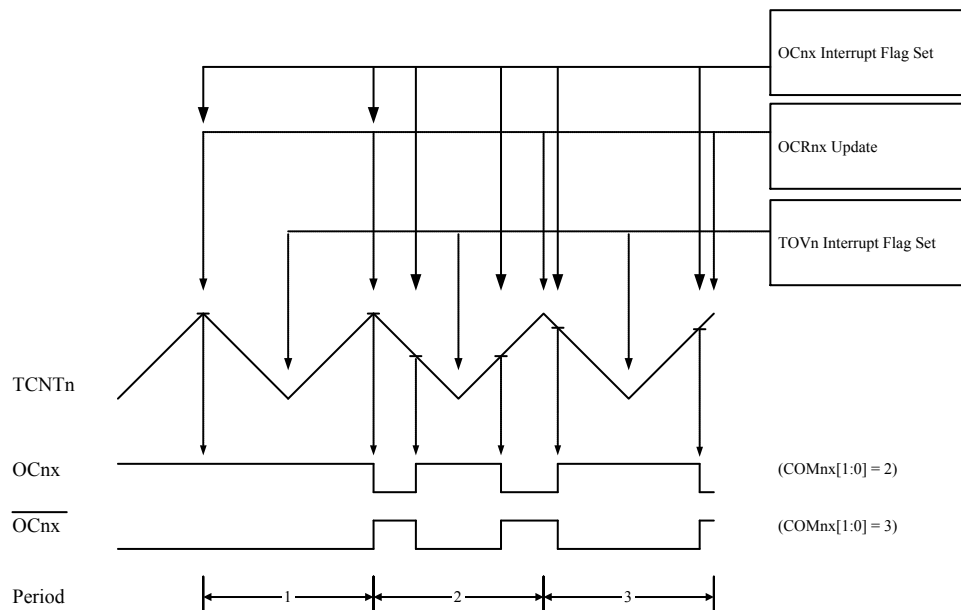 OCnx Interrupt Flag Set
OCRnx Update
TOVn Interrupt Flag Set
TCNTn
OCnx
(COMnx[1:0] = 2)
OCnx
(COMnx[1:0] = 3)
Period
1
2
3